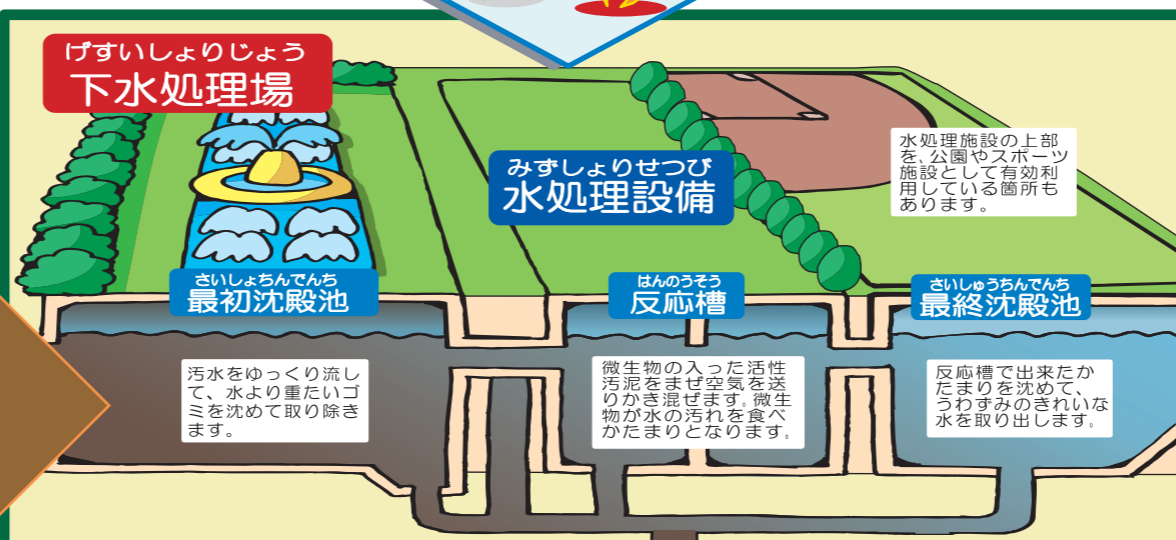 げすいしょりじょう
下水処理場
みずしょりせつび
水処理設備
水処理施設の上部
を、公園やスポーツ
施設として有効利
用している箇所も
あります。
さいしょちんでんち
最初沈殿池
はんのうそう
反応槽
さいしゅうちんでんち
最終沈殿池
汚水をゆっくり流し
て、水より重たいゴ
ミを沈めて取り除き
ます。
微生物の入った活性
汚泥をまぜ空気を送
りかき混ぜます。微生
物が水の汚れを食べ
かたまりとなります。
反応槽で出来たか
たまりを沈めて、
うわずみのきれいな
水を取り出します。